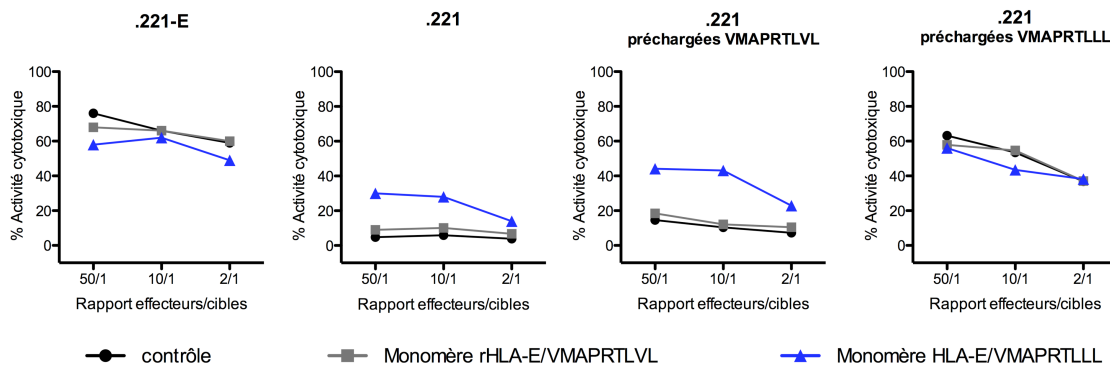 .221-E
.221
.221
préchargées VMAPRTLVL
.221
préchargées VMAPRTLLL
% Activité cytotoxique
100
80
60
40
20
0
50/1 10/1 2/1
Rapport effecteurs/cibles
% Activité cytotoxique
100
80
60
40
20
0
50/1 10/1 2/1
Rapport effecteurs/cibles
% Activité cytotoxique
100
80
60
40
20
0
50/1 10/1 2/1
Rapport effecteurs/cibles
% Activité cytotoxique
100
80
60
40
20
0
50/1 10/1 2/1
Rapport effecteurs/cibles
contrôle
Monomère rHLA-E/VMAPRTLVL
Monomère HLA-E/VMAPRTLLL